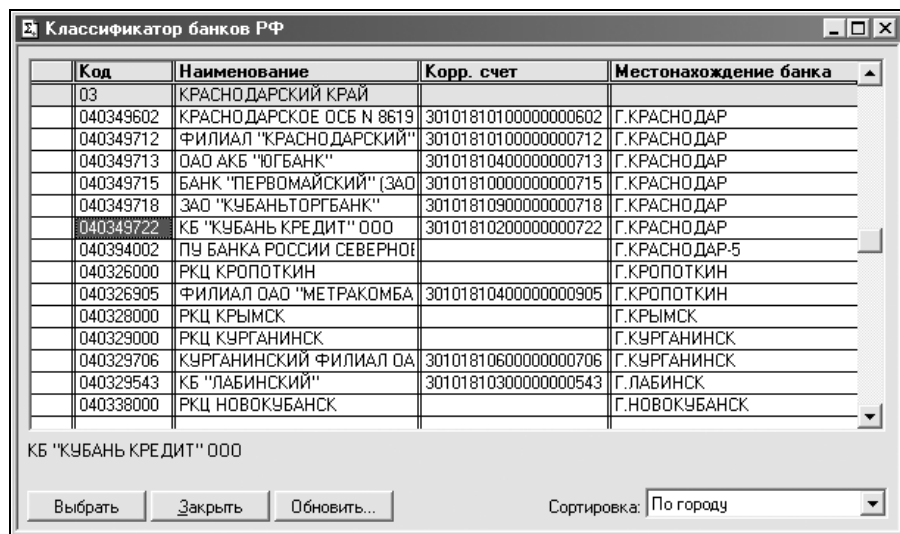 Классификатор банков РФ
Код Наименование Корр. счет Местонахождение банка
03 КРАСНОДАРСКИЙ КРАЙ
040349602 КРАСНОДАРСКОЕ ОСБ N 8619 30101810100000000602 Г.КРАСНОДАР
040349712 ФИЛИАЛ "КРАСНОДАРСКИЙ" 30101810100000000712 Г.КРАСНОДАР
040349713 ОАО АКБ "ЮГБАНК" 30101810400000000713 Г.КРАСНОДАР
040349715 БАНК "ПЕРВОМАЙСКИЙ" (ЗАО 30101810000000000715 Г.КРАСНОДАР
040349718 ЗАО "КУБАНЬТОРГБАНК" 30101810900000000718 Г.КРАСНОДАР
040349722 КБ "КУБАНЬ КРЕДИТ" ООО 30101810200000000722 Г.КРАСНОДАР
040394002 ПУ БАНКА РОССИИ СЕВЕРНОЕ Г.КРАСНОДАР-5
040326000 РКЦ КРОПОТКИН Г.КРОПОТКИН
040326905 ФИЛИАЛ ОАО "МЕТРАКОМБА 30101810400000000905 Г.КРОПОТКИН
040328000 РКЦ КРЫМСК Г.КРЫМСК
040329000 РКЦ КУРГАНИНСК Г.КУРГАНИНСК
040329706 КУРГАНИНСКИЙ ФИЛИАЛ ОА 30101810600000000706 Г.КУРГАНИНСК
040329543 КБ "ЛАБИНСКИЙ" 30101810300000000543 Г.ЛАБИНСК
040338000 РКЦ НОВОКУБАНСК Г.НОВОКУБАНСК
КБ "КУБАНЬ КРЕДИТ" ООО
Выбрать Закрыть Обновить... Сортировка: По городу